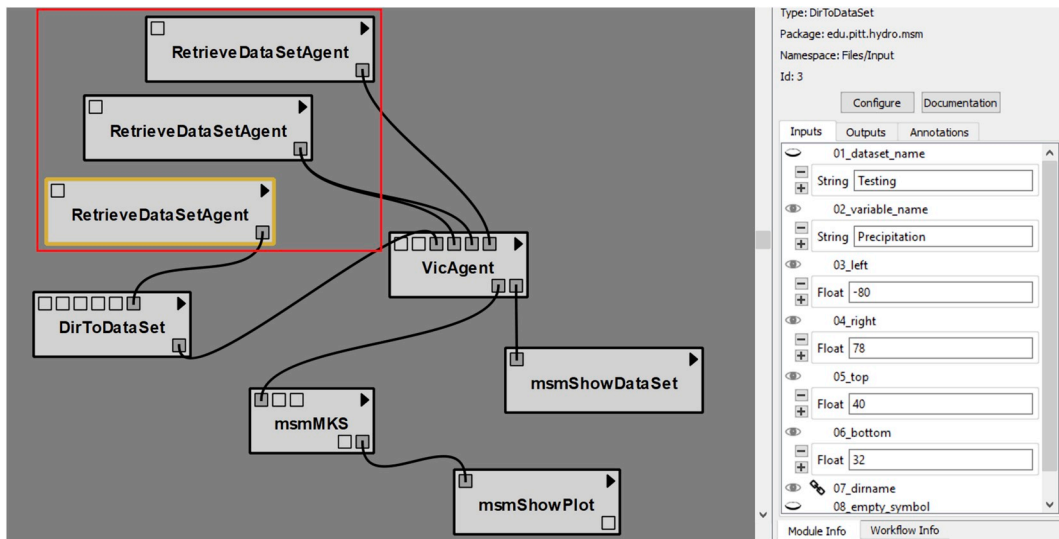 RetrieveDataSetAgent
RetrieveDataSetAgent
RetrieveDataSetAgent
VicAgent
DirToDataSet
msmShowDataSet
msmMKS
msmShowPlot
Type: DirToDataSet
Package: edu.pitt.hydro.msm
Namespace: Files/Input
Id: 3
Configure Documentation
Inputs Outputs Annotations
01_dataset_name
String Testing
02_variable_name
String Precipitation
03_left
Float -80
04_right
Float 78
05_top
Float 40
06_bottom
Float 32
07_dirname
08_empty_symbol
Module Info Workflow Info